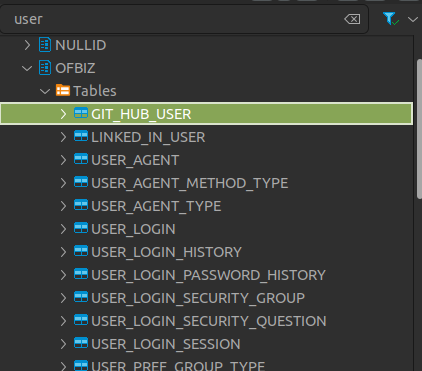 user
NULLID
OFBIZ
Tables
GIT_HUB_USER
LINKED_IN_USER
USER_AGENT
USER_AGENT_METHOD_TYPE
USER_AGENT_TYPE
USER_LOGIN
USER_LOGIN_HISTORY
USER_LOGIN_PASSWORD_HISTORY
USER_LOGIN_SECURITY_GROUP
USER_LOGIN_SECURITY_QUESTION
USER_LOGIN_SESSION
USER_PREF_GROUP_TYPE